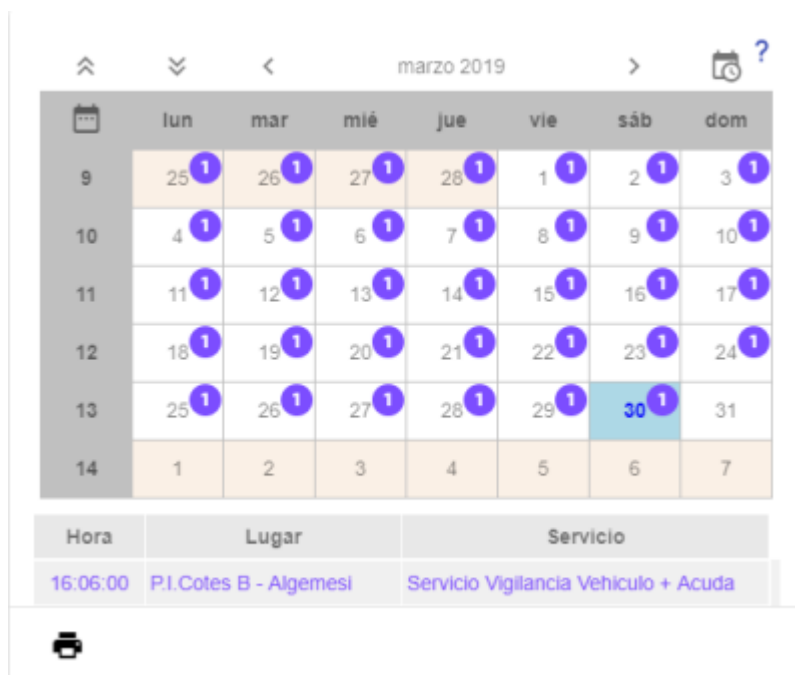 marzo 2019 ?
lun mar mié jue vie sáb dom
9 25 1 26 1 27 1 28 1 1 1 2 1 3 1
10 4 1 5 1 6 1 7 1 8 1 9 1 10 1
11 11 1 12 1 13 1 14 1 15 1 16 1 17 1
12 18 1 19 1 20 1 21 1 22 1 23 1 24 1
13 25 1 26 1 27 1 28 1 29 1 30 1 31
14 1 2 3 4 5 6 7
Hora Lugar Servicio
16:06:00 P.I.Cotes B - Algemesi Servicio Vigilancia Vehiculo + Acuda